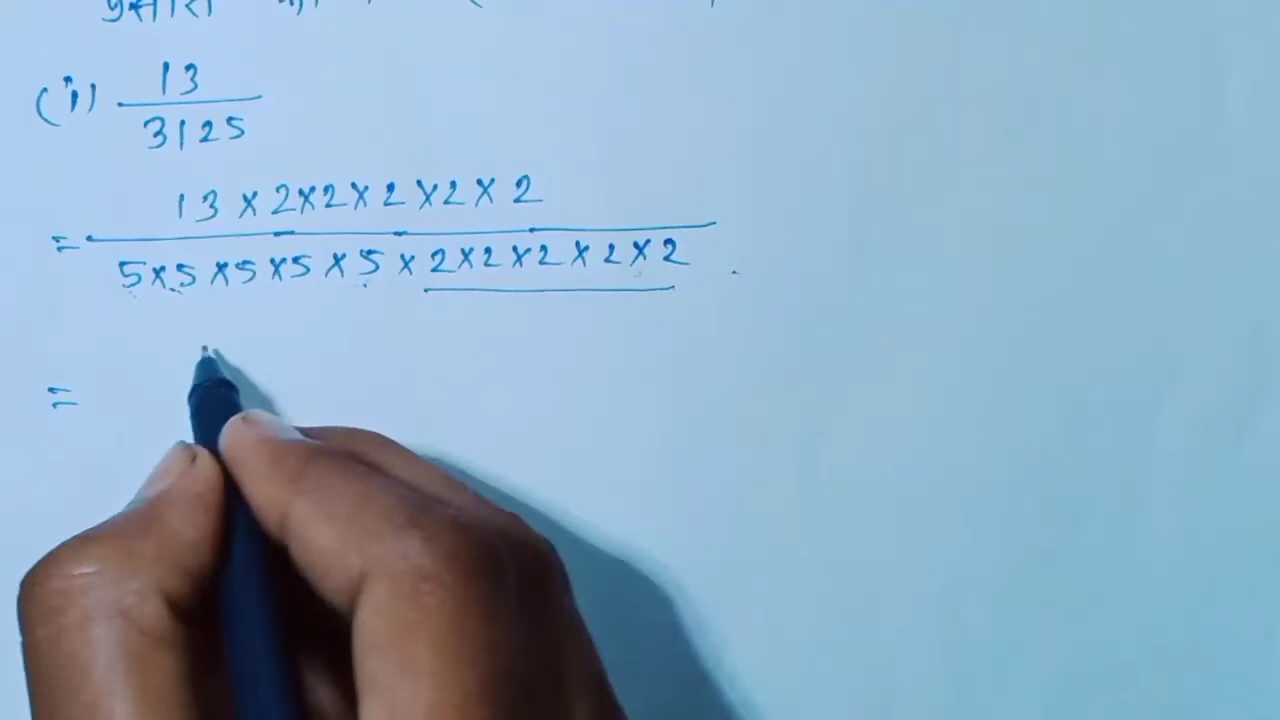 (i) 13
3125
= 13 × 2 × 2 × 2 × 2 × 2
5 × 5 × 5 × 5 × 5 × 2 × 2 × 2 × 2 × 2
=